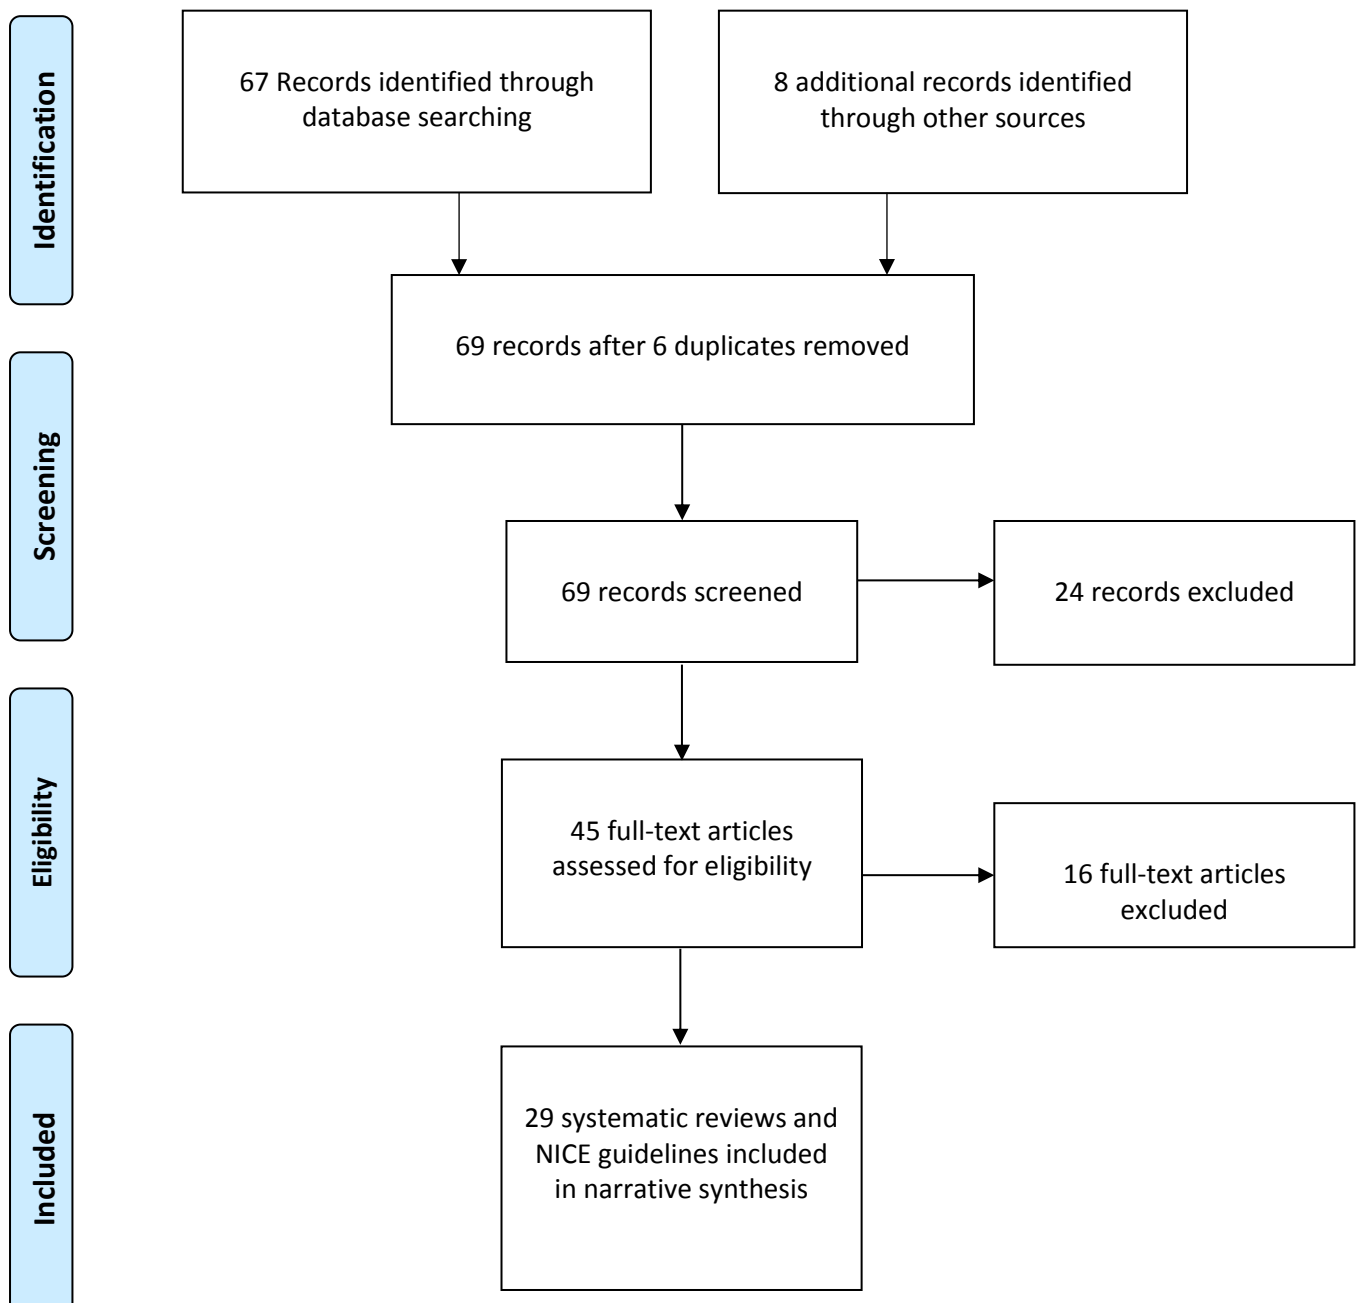 Identification
67 Records identified through
database searching
8 additional records identified
through other sources
69 records after 6 duplicates removed
Screening
69 records screened
24 records excluded
Eligibility
45 full-text articles
assessed for eligibility
16 full-text articles
excluded
Included
29 systematic reviews and
NICE guidelines included
in narrative synthesis